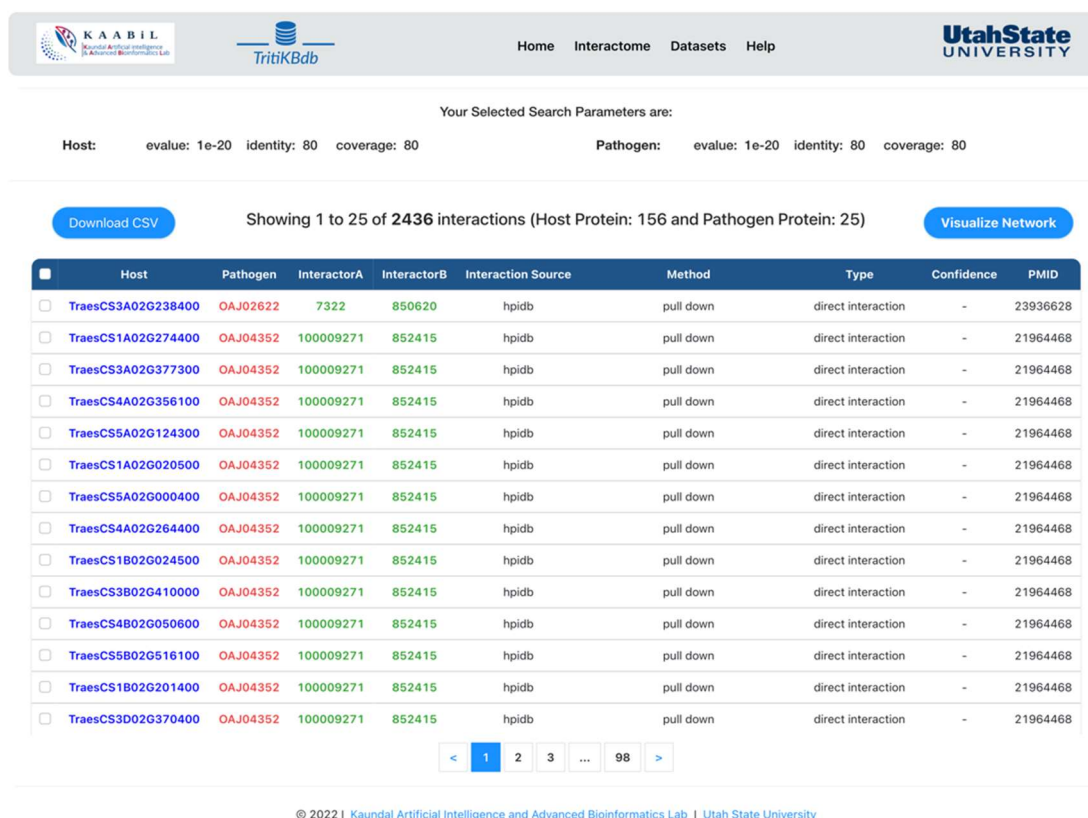 KAABiL
Kaundal Artificial intelligence
& Advanced Bioinformatics Lab
TritiKBdb
Home Interactome Datasets Help
UtahState
UNIVERSITY
Your Selected Search Parameters are:
Host: evalue: 1e-20 identity: 80 coverage: 80 Pathogen: evalue: 1e-20 identity: 80 coverage: 80
Download CSV Showing 1 to 25 of 2436 interactions (Host Protein: 156 and Pathogen Protein: 25) Visualize Network
Host Pathogen InteractorA InteractorB Interaction Source Method Type Confidence PMID
TraesCS3A02G238400 OAJ02622 7322 850620 hpidb pull down direct interaction - 23936628
TraesCS1A02G274400 OAJ04352 100009271 852415 hpidb pull down direct interaction - 21964468
TraesCS3A02G377300 OAJ04352 100009271 852415 hpidb pull down direct interaction - 21964468
TraesCS4A02G356100 OAJ04352 100009271 852415 hpidb pull down direct interaction - 21964468
TraesCS5A02G124300 OAJ04352 100009271 852415 hpidb pull down direct interaction - 21964468
TraesCS1A02G020500 OAJ04352 100009271 852415 hpidb pull down direct interaction - 21964468
TraesCS5A02G000400 OAJ04352 100009271 852415 hpidb pull down direct interaction - 21964468
TraesCS4A02G264400 OAJ04352 100009271 852415 hpidb pull down direct interaction - 21964468
TraesCS1B02G024500 OAJ04352 100009271 852415 hpidb pull down direct interaction - 21964468
TraesCS3B02G410000 OAJ04352 100009271 852415 hpidb pull down direct interaction - 21964468
TraesCS4B02G050600 OAJ04352 100009271 852415 hpidb pull down direct interaction - 21964468
TraesCS5B02G516100 OAJ04352 100009271 852415 hpidb pull down direct interaction - 21964468
TraesCS1B02G201400 OAJ04352 100009271 852415 hpidb pull down direct interaction - 21964468
TraesCS3D02G370400 OAJ04352 100009271 852415 hpidb pull down direct interaction - 21964468
< 1 2 3 ... 98 >
© 2022 | Kaundal Artificial Intelligence and Advanced Bioinformatics Lab | Utah State University